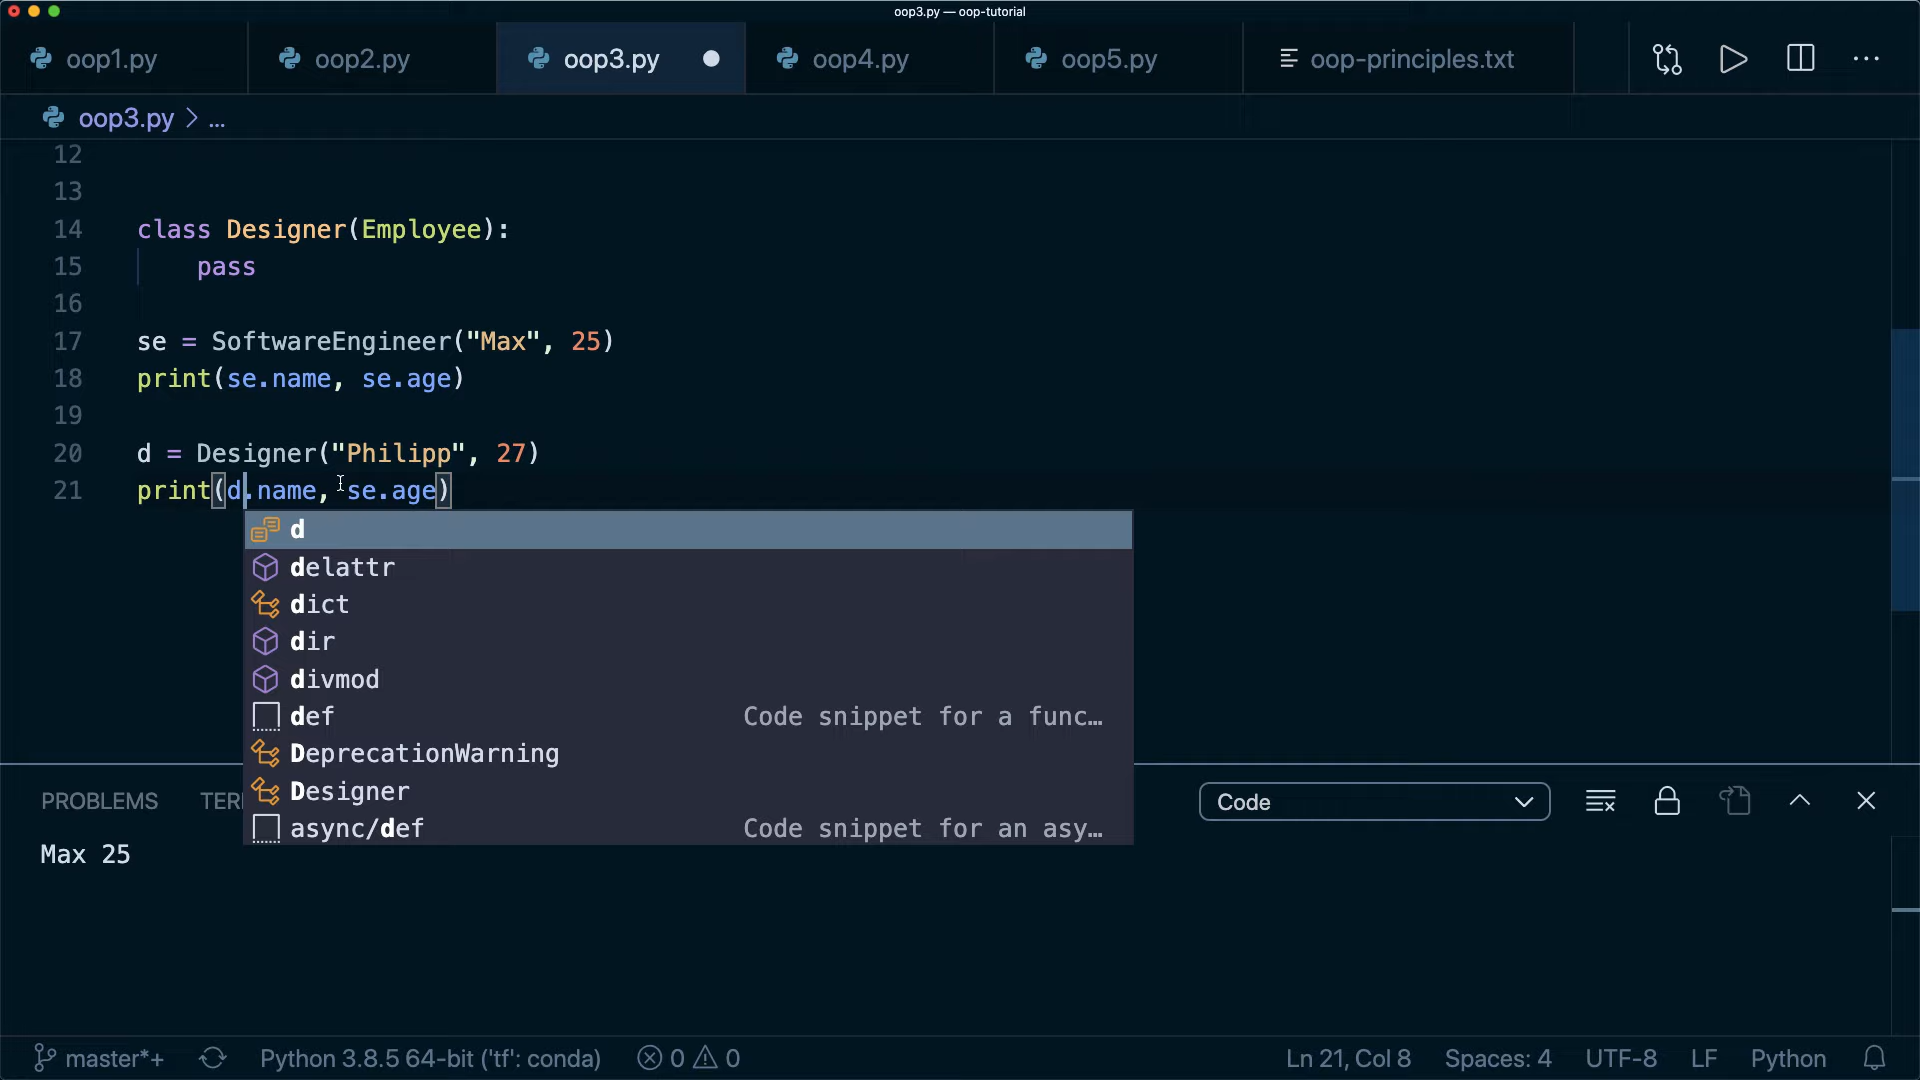 oop3.py — oop-tutorial
oop1.py
oop2.py
oop3.py
oop4.py
oop5.py
oop-principles.txt
oop3.py > ...
12
13
14 class Designer(Employee):
15 pass
16
17 se = SoftwareEngineer("Max", 25)
18 print(se.name, se.age)
19
20 d = Designer("Philipp", 27)
21 print(d.name, se.age)
d
delattr
dict
dir
divmod
def Code snippet for a func…
DeprecationWarning
Designer
async/def Code snippet for an asy…
PROBLEMS
Code
Max 25
master*+
Python 3.8.5 64-bit ('tf': conda)
0
0
Ln 21, Col 8
Spaces: 4
UTF-8
LF
Python